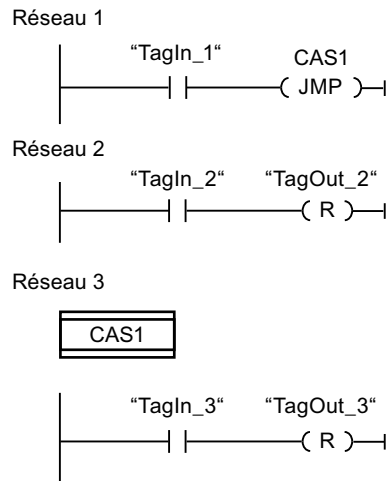 Réseau 1
“TagIn_1“ CAS1
JMP
Réseau 2
“TagIn_2“ “TagOut_2“
R
Réseau 3
CAS1
“TagIn_3“ “TagOut_3“
R